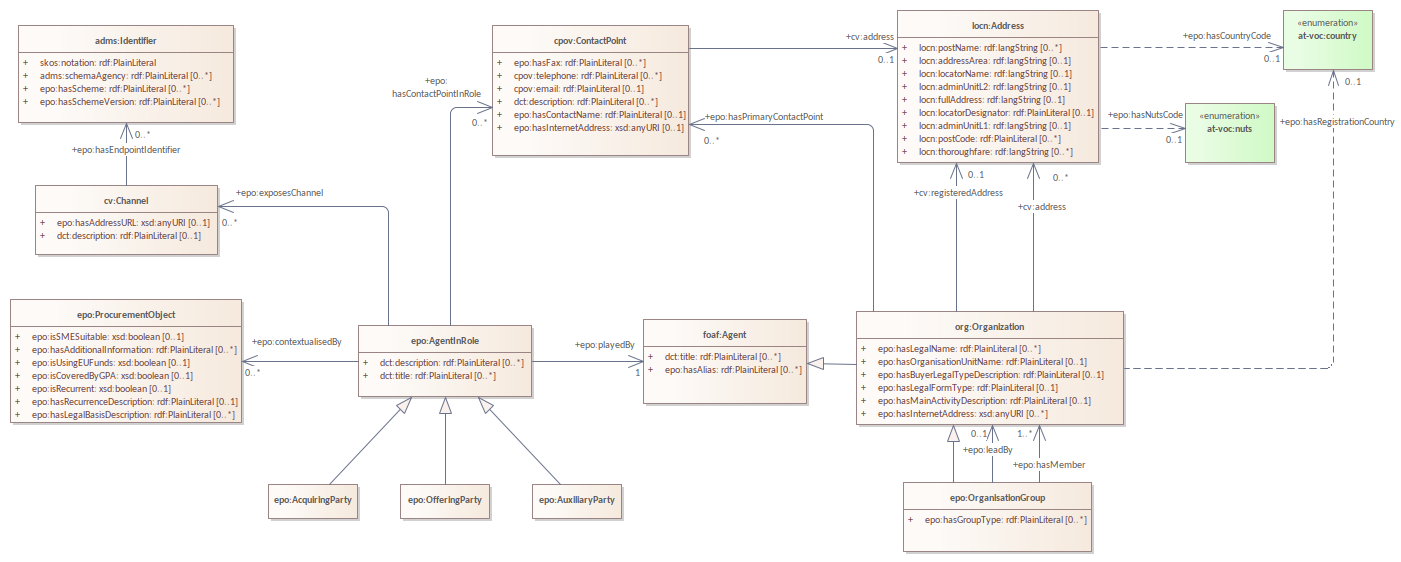 adms:Identifier
+ skos:notation: rdf:PlainLiteral
+ adms:schemaAgency: rdf:PlainLiteral [0..*]
+ epo:hasScheme: rdf:PlainLiteral [0..*]
+ epo:hasSchemeVersion: rdf:PlainLiteral [0..*]
0..*
+epo:hasEndpointIdentifier
cv:Channel
+ epo:hasAddressURL: xsd:anyURI [0..1]
+ dct:description: rdf:PlainLiteral [0..1]
+epo:exposesChannel
0..*
cpov:ContactPoint
+ epo:hasFax: rdf:PlainLiteral [0..*]
+ cpov:telephone: rdf:PlainLiteral [0..*]
+ cpov:email: rdf:PlainLiteral [0..1]
+ dct:description: rdf:PlainLiteral [0..*]
+ epo:hasContactName: rdf:PlainLiteral [0..1]
+ epo:hasInternetAddress: xsd:anyURI [0..1]
+epo:
hasContactPointInRole
0..*
+epo:hasPrimaryContactPoint
0..*
+cv:address
0..1
locn:Address
+ locn:postName: rdf:langString [0..*]
+ locn:addressArea: rdf:langString [0..1]
+ locn:locatorName: rdf:langString [0..1]
+ locn:adminUnitL2: rdf:langString [0..1]
+ locn:fullAddress: rdf:langString [0..1]
+ locn:locatorDesignator: rdf:langString [0..1]
+ locn:adminUnitL1: rdf:langString [0..1]
+ locn:postCode: rdf:PlainLiteral [0..*]
+ locn:thoroughfare: rdf:langString [0..*]
+epo:hasCountryCode
0..1
«enumeration»
at-voc:country
0..1
+epo:hasRegistrationCountry
+epo:hasNutsCode
0..1
«enumeration»
at-voc:nuts
0..1
+cv:registeredAddress
0..*
+cv:address
epo:ProcurementObject
+ epo:isSMESuitable: xsd:boolean [0..1]
+ epo:hasAdditionalInformation: rdf:PlainLiteral [0..*]
+ epo:isUsingEUFunds: xsd:boolean [0..1]
+ epo:isCoveredByGPA: xsd:boolean [0..1]
+ epo:isRecurrent: xsd:boolean [0..1]
+ epo:hasRecurrenceDescription: rdf:PlainLiteral [0..1]
+ epo:hasLegalBasisDescription: rdf:PlainLiteral [0..*]
+epo:contextualisedBy
0..*
epo:AgentInRole
+ dct:description: rdf:PlainLiteral [0..*]
+ dct:title: rdf:PlainLiteral [0..*]
+epo:playedBy
1
foaf:Agent
+ dct:title: rdf:PlainLiteral [0..*]
+ epo:hasAlias: rdf:PlainLiteral [0..*]
org:Organization
+ epo:hasLegalName: rdf:PlainLiteral [0..*]
+ epo:hasOrganisationUnitName: rdf:PlainLiteral [0..1]
+ epo:hasBuyerLegalTypeDescription: rdf:PlainLiteral [0..1]
+ epo:hasLegalFormType: rdf:PlainLiteral [0..1]
+ epo:hasMainActivityDescription: rdf:PlainLiteral [0..1]
+ epo:hasInternetAddress: xsd:anyURI [0..*]
0..1
+epo:leadBy
1..*
+epo:hasMember
epo:AcquiringParty
epo:OfferingParty
epo:AuxiliaryParty
epo:OrganisationGroup
+ epo:hasGroupType: rdf:PlainLiteral [0..*]